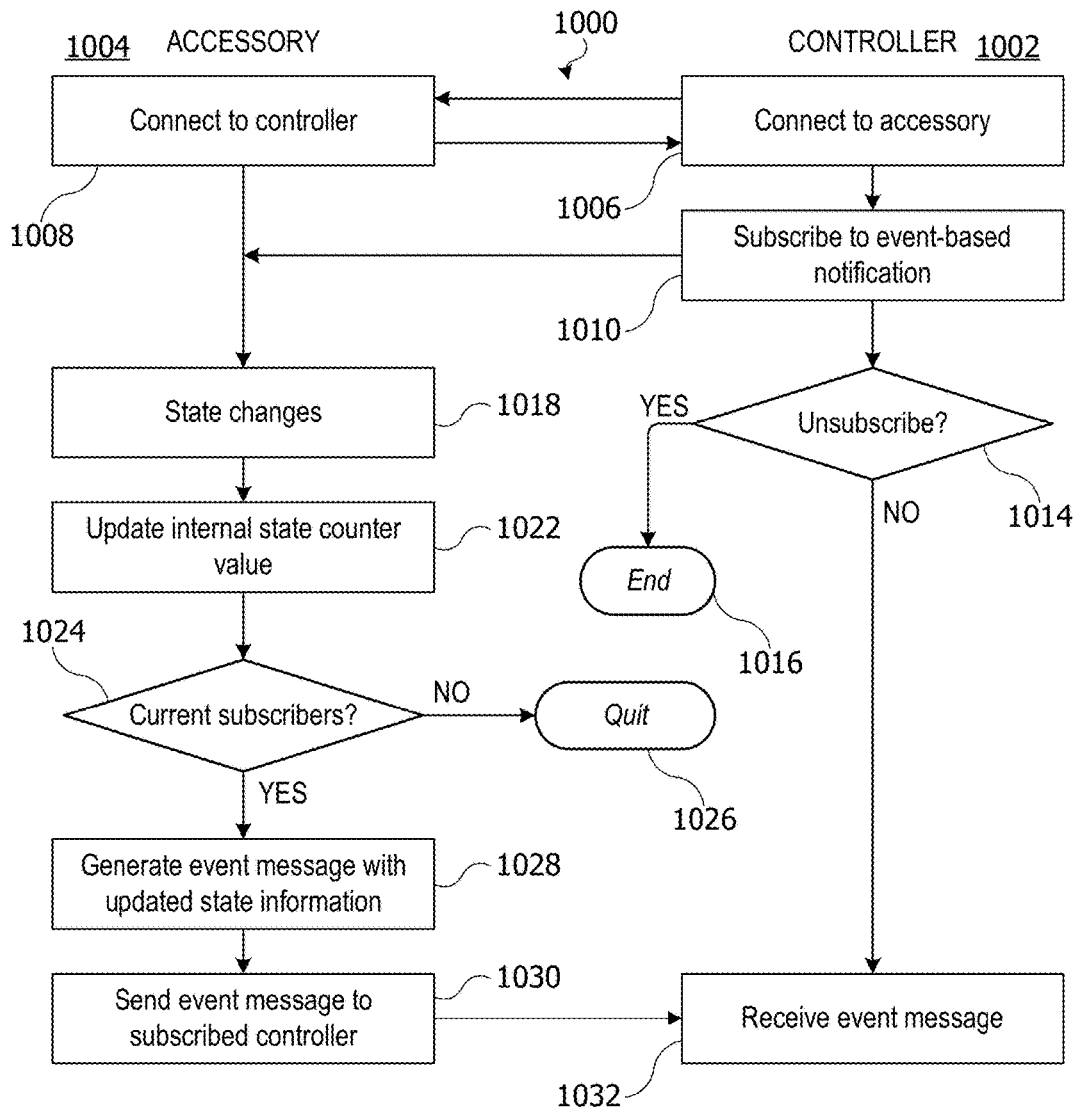 1004
ACCESSORY
1000
CONTROLLER
1002
Connect to controller
Connect to accessory
1008
1006
Subscribe to event-based
notification
1010
State changes
1018
YES
Unsubscribe?
1014
NO
Update internal state counter
value
1022
End
1016
1024
Current subscribers?
NO
Quit
1026
YES
Generate event message with
updated state information
1028
Send event message to
subscribed controller
1030
Receive event message
1032